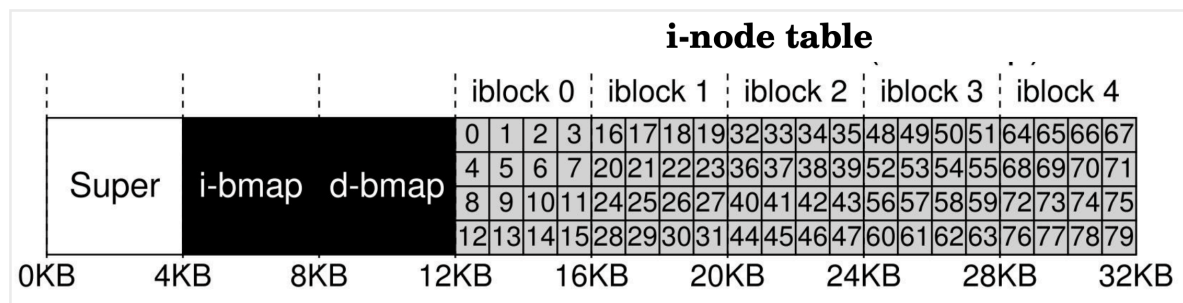 i-node table
iblock 0 iblock 1 iblock 2 iblock 3 iblock 4
0 1 2 3 16 17 18 19 32 33 34 35 48 49 50 51 64 65 66 67
4 5 6 7 20 21 22 23 36 37 38 39 52 53 54 55 68 69 70 71
Super i-bmap d-bmap
8 9 10 11 24 25 26 27 40 41 42 43 56 57 58 59 72 73 74 75
12 13 14 15 28 29 30 31 44 45 46 47 60 61 62 63 76 77 78 79
0KB 4KB 8KB 12KB 16KB 20KB 24KB 28KB 32KB